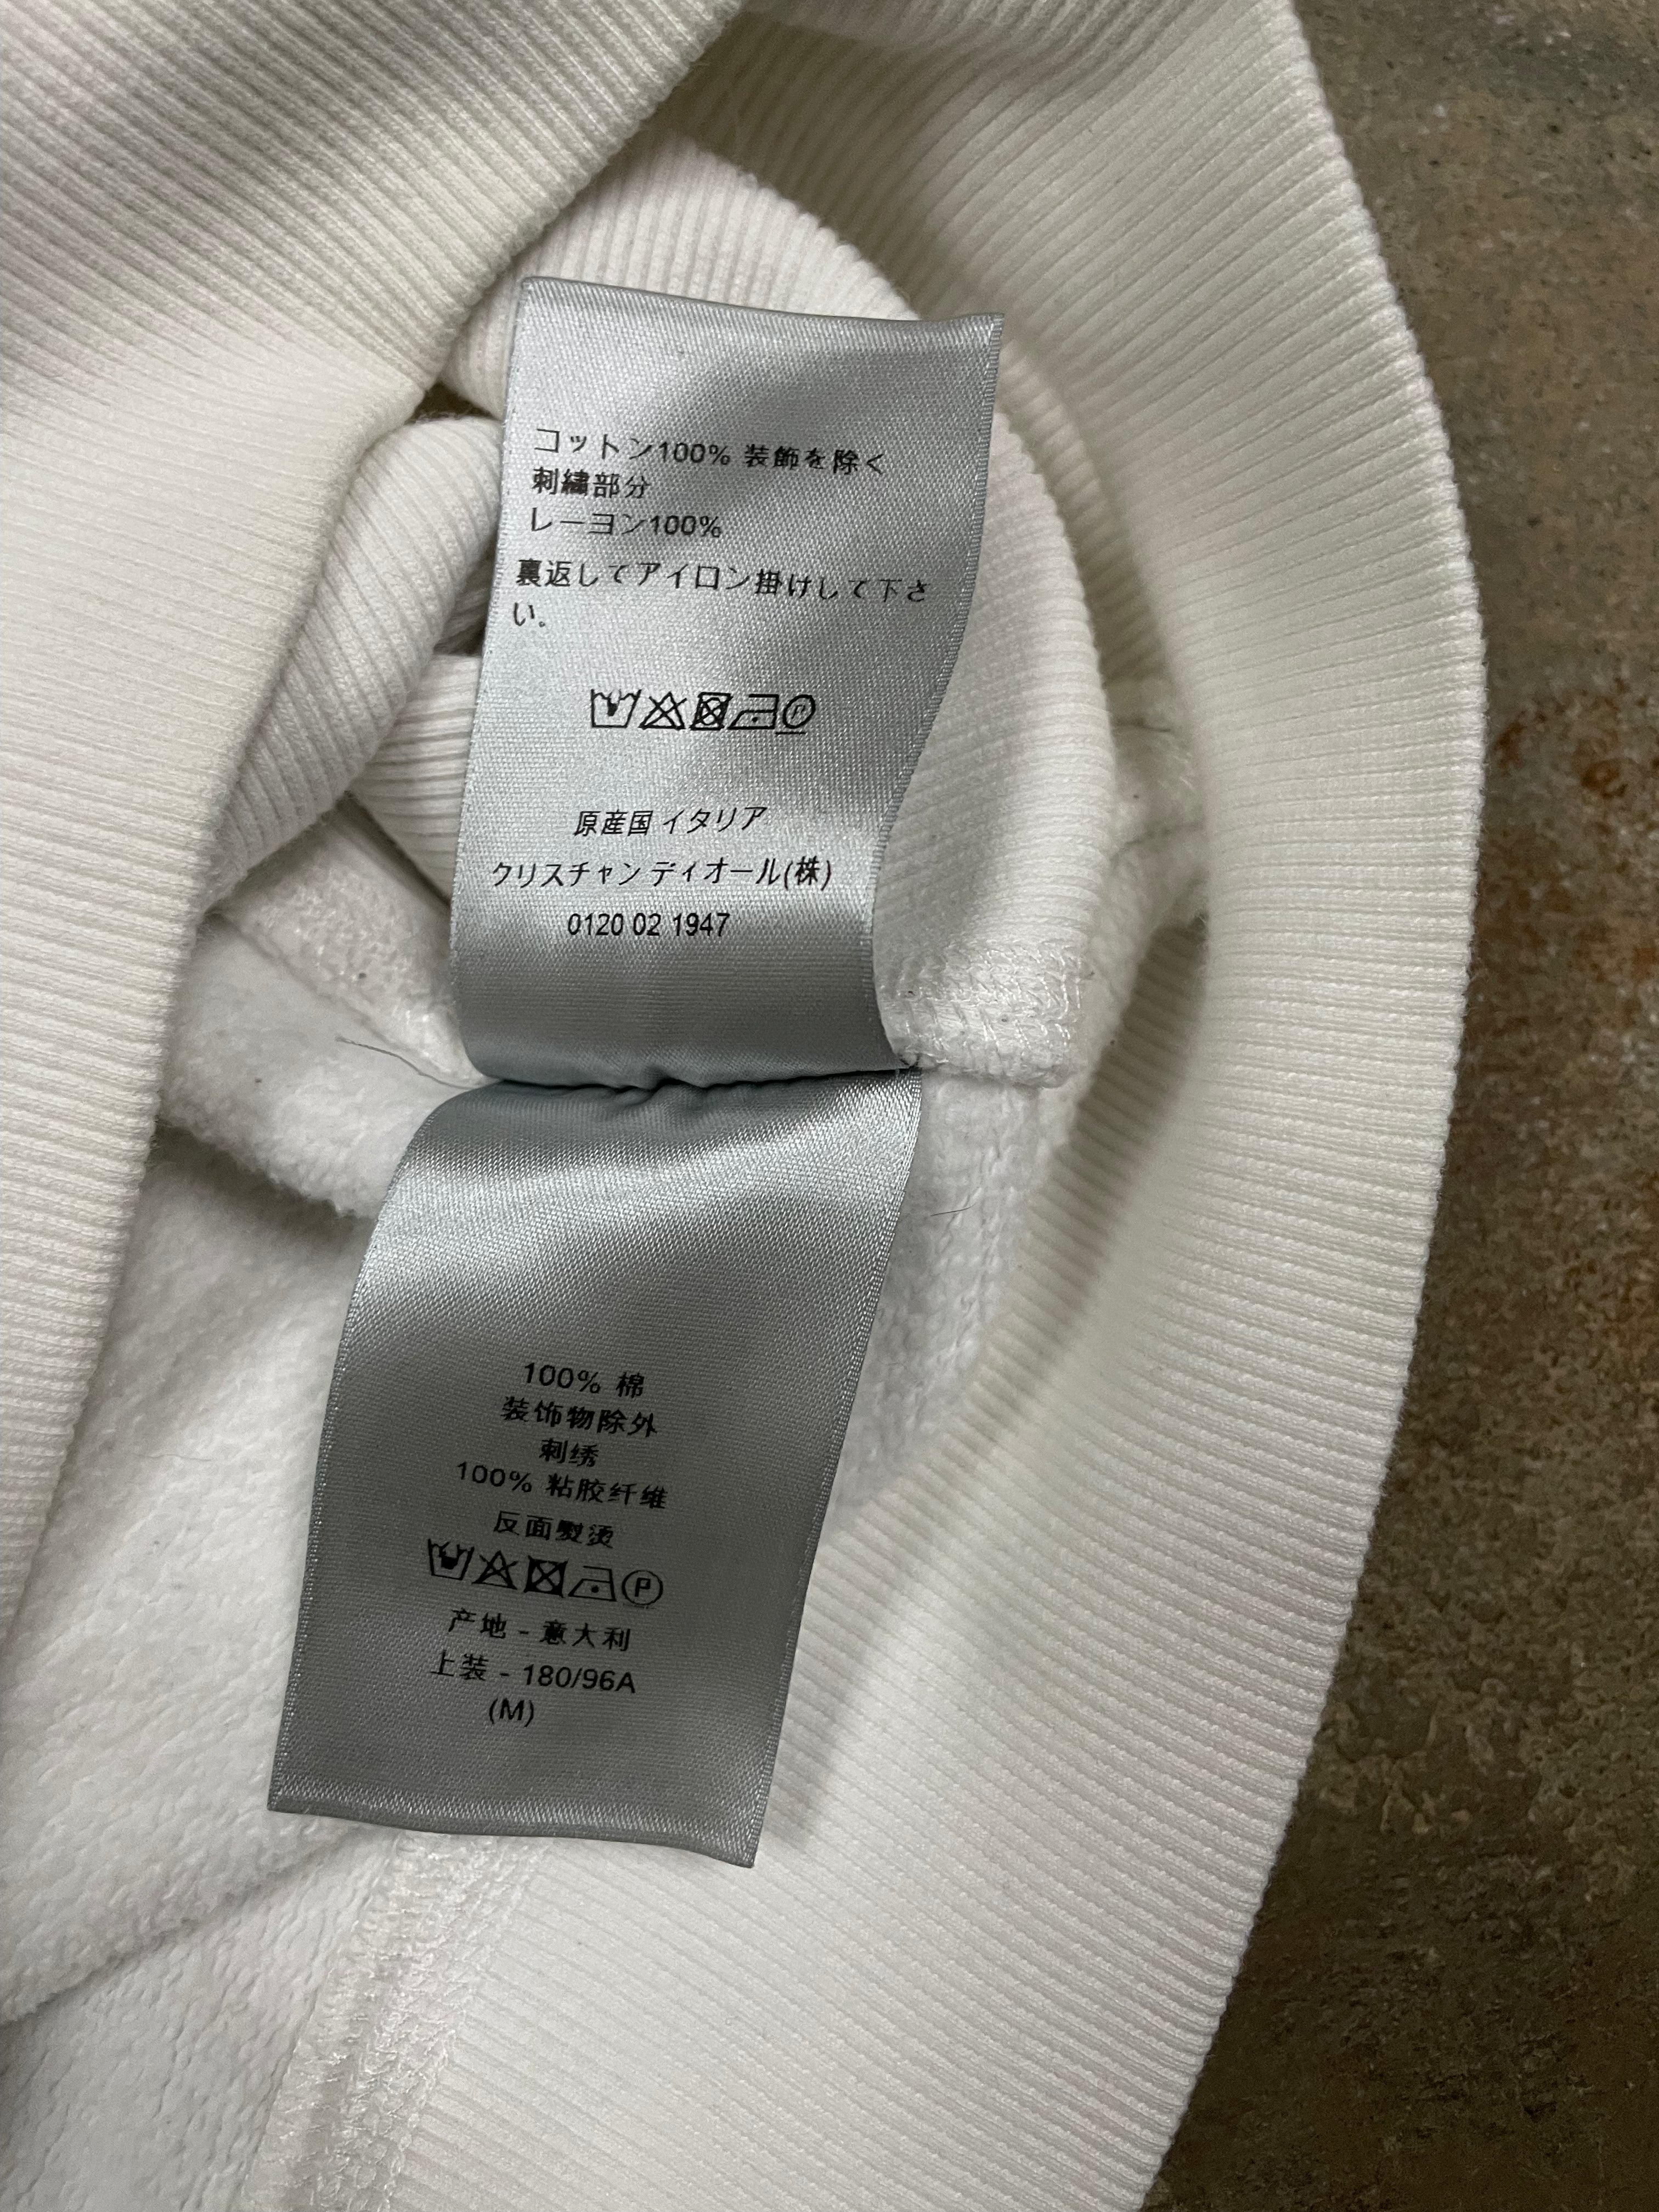 コットン100% 装飾を除く
刺繍部分
レーヨン100%
裏返してアイロン掛けして下さ
い。
P
原産国 イタリア
クリスチャン ディオール(株)
0120 02 1947
100% 棉
装饰物除外
刺绣
100% 粘胶纤维
反面熨烫
P
产地 - 意大利
上装 - 180/96A
(M)